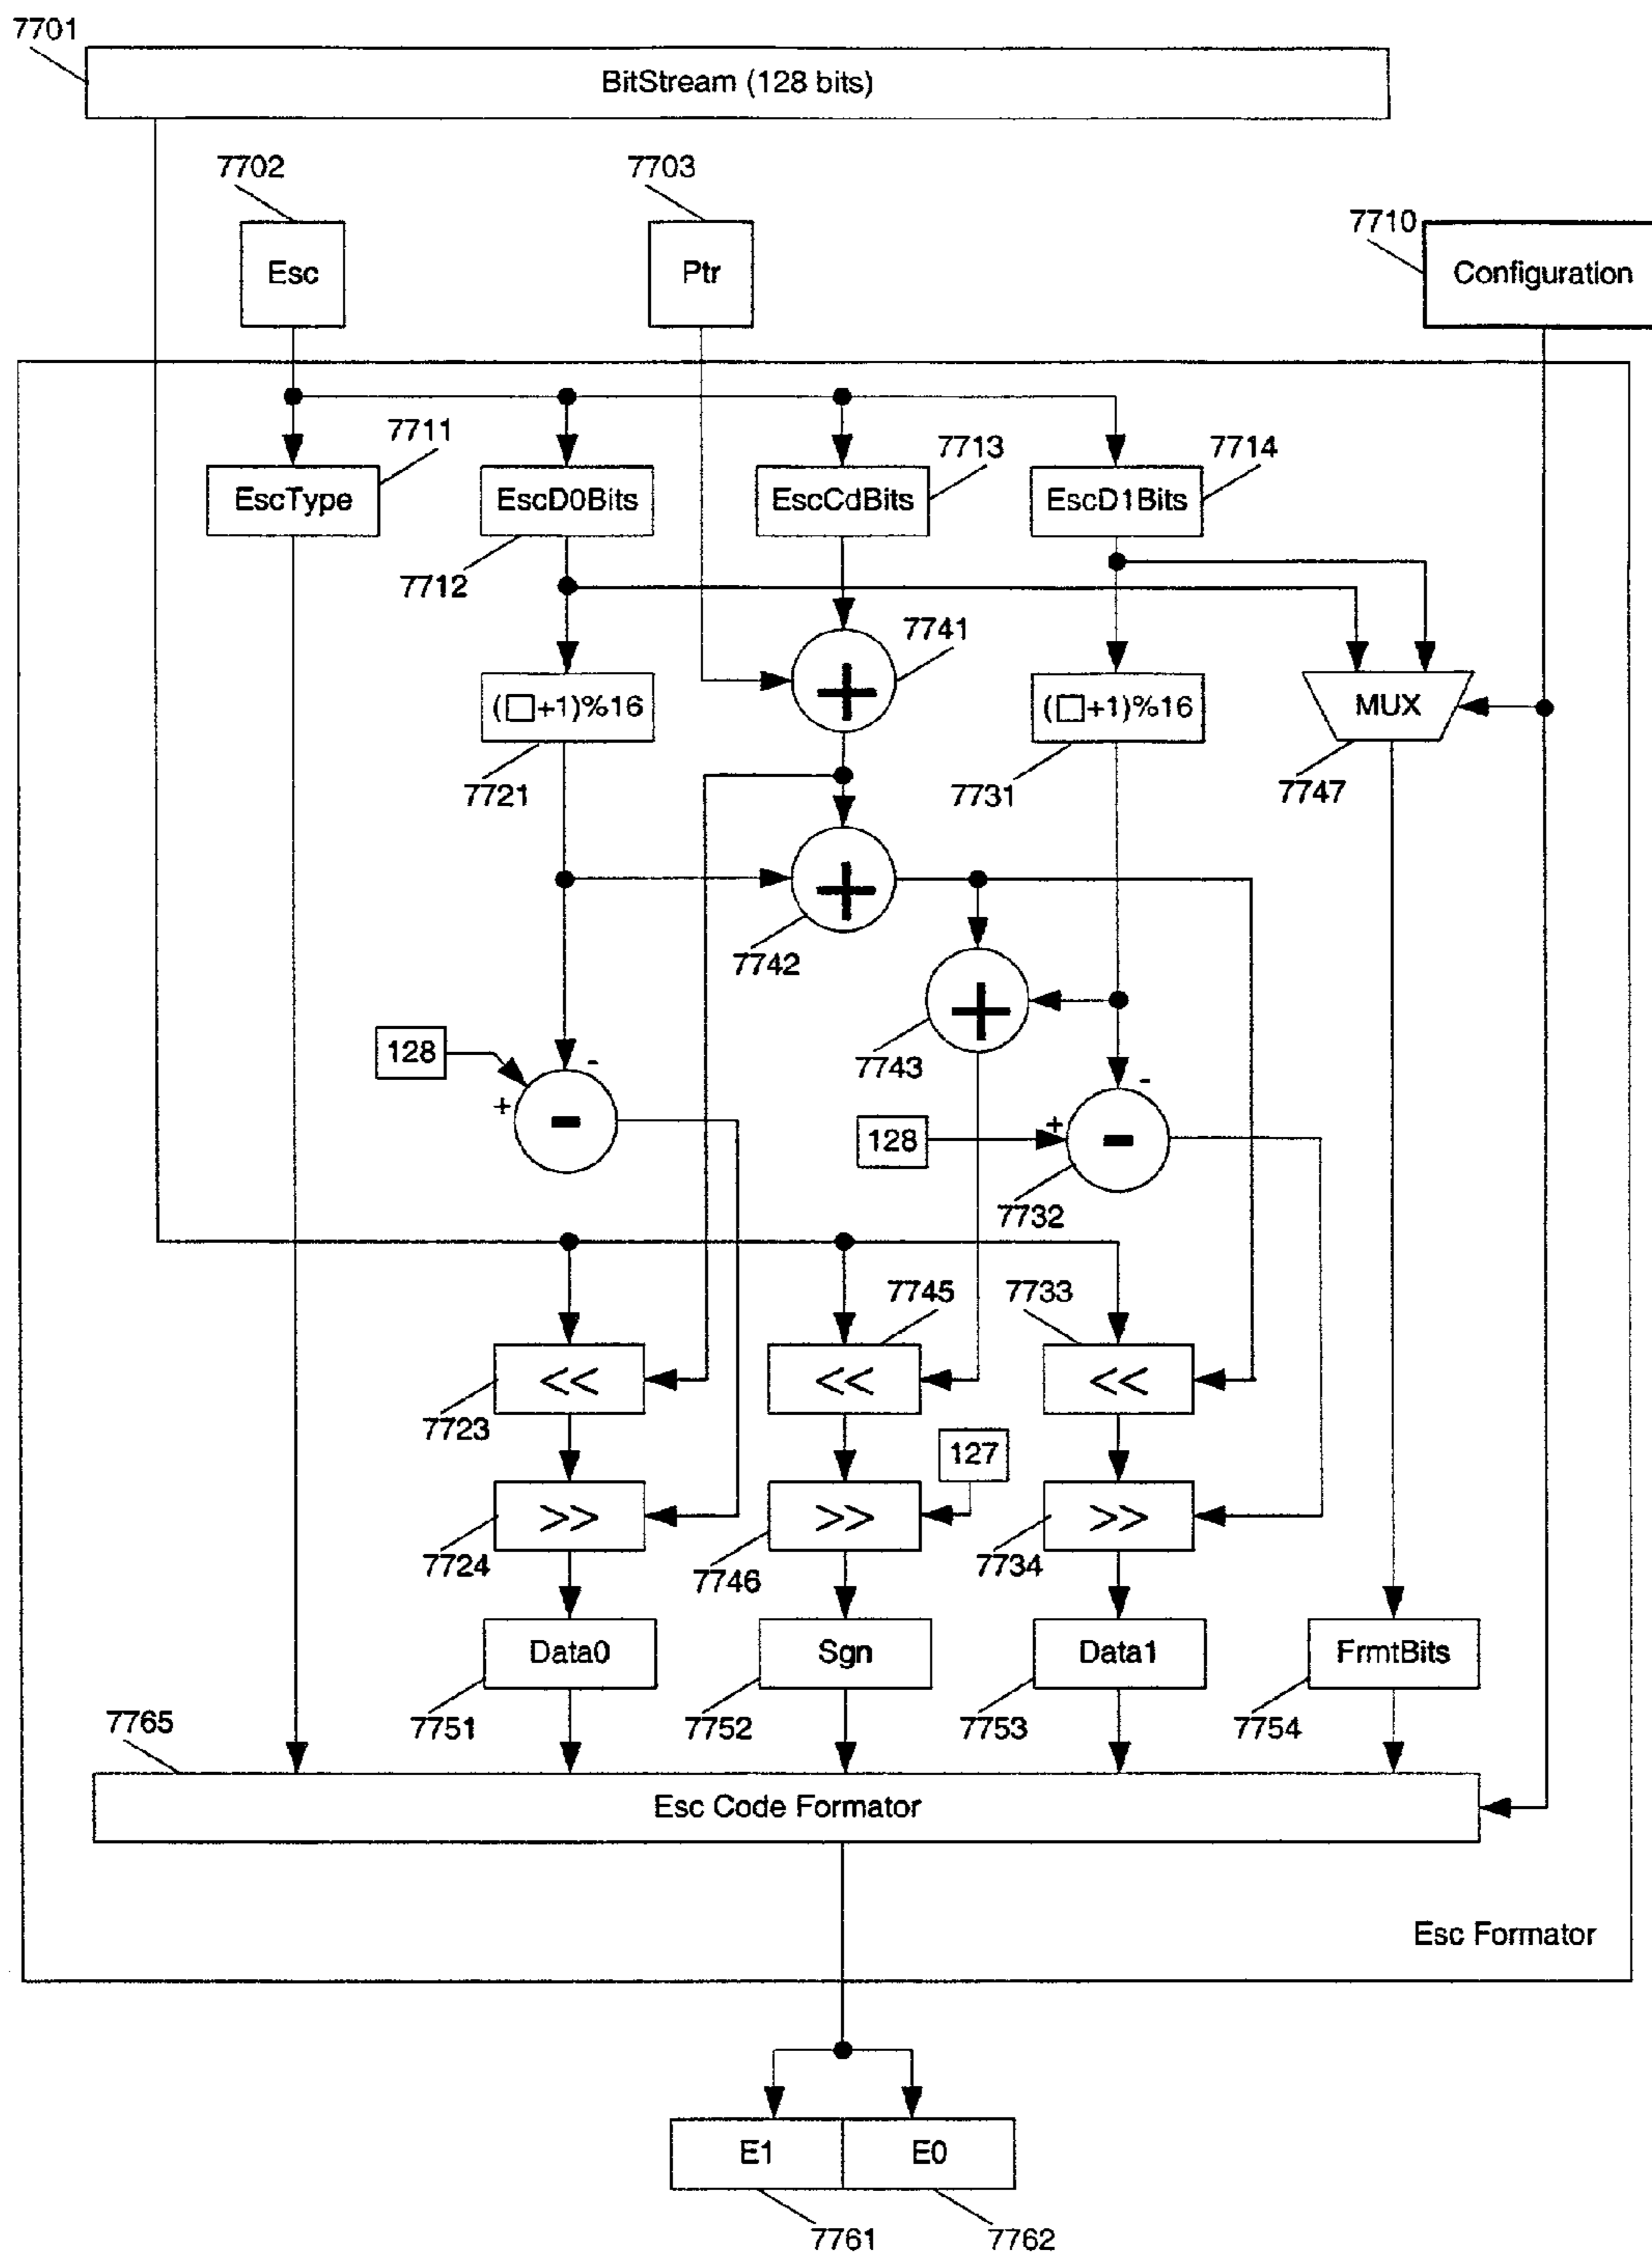 7701
BitStream (128 bits)
7702
7703
7710
Esc
Ptr
Configuration
7711
7713
7714
EscType
EscD0Bits
EscCdBits
EscD1Bits
7712
7741
+
(□+1)%16
(□+1)%16
MUX
7721
7731
7747
+
7742
+
7743
128
-
+
-
128
-
+
-
7732
7745
7733
<<
<<
<<
7723
127
>>
>>
>>
7724
7746
7734
Data0
Sgn
Data1
FrmtBits
7765
7751
7752
7753
7754
Esc Code Formator
Esc Formator
E1
E0
7761
7762